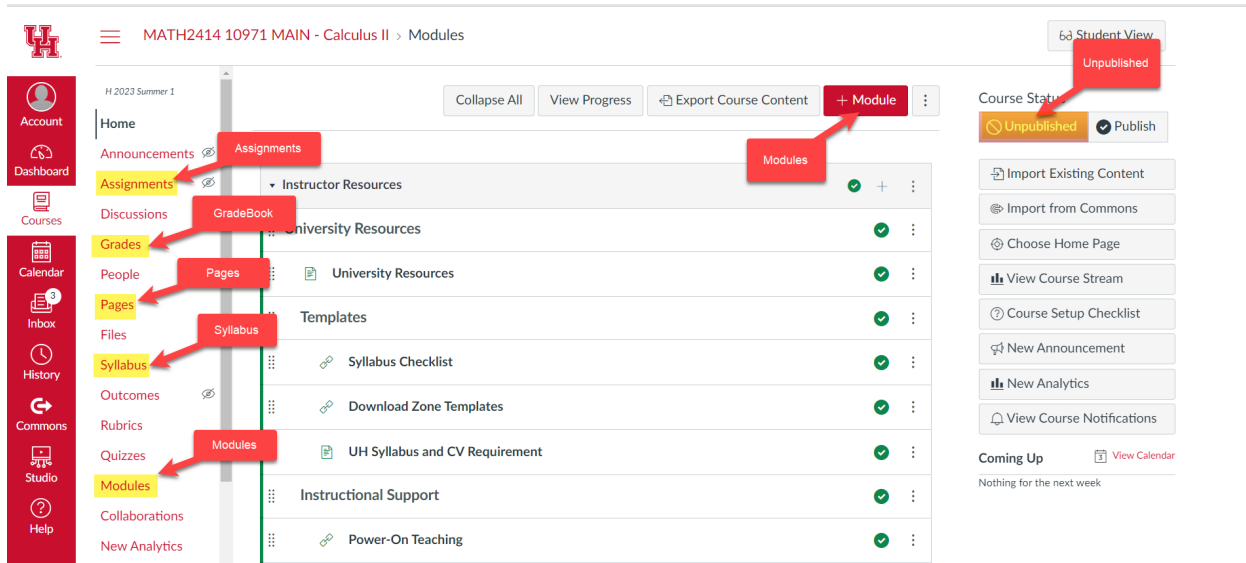 UH
MATH2414 10971 MAIN - Calculus II > Modules
Student View
Unpublished
Account
Dashboard
Courses
Calendar
3
Inbox
History
Commons
Studio
Help
H 2023 Summer 1
Home
Announcements
Assignments
Assignments
Discussions
GradeBook
Grades
People
Pages
Pages
Files
Syllabus
Syllabus
Outcomes
Rubrics
Quizzes
Modules
Modules
Collaborations
New Analytics
Collapse All
View Progress
Export Course Content
+ Module
Modules
Instructor Resources
University Resources
University Resources
Templates
Syllabus Checklist
Download Zone Templates
UH Syllabus and CV Requirement
Instructional Support
Power-On Teaching
Course Status
Unpublished
Publish
Import Existing Content
Import from Commons
Choose Home Page
View Course Stream
Course Setup Checklist
New Announcement
New Analytics
View Course Notifications
Coming Up
3
View Calendar
Nothing for the next week